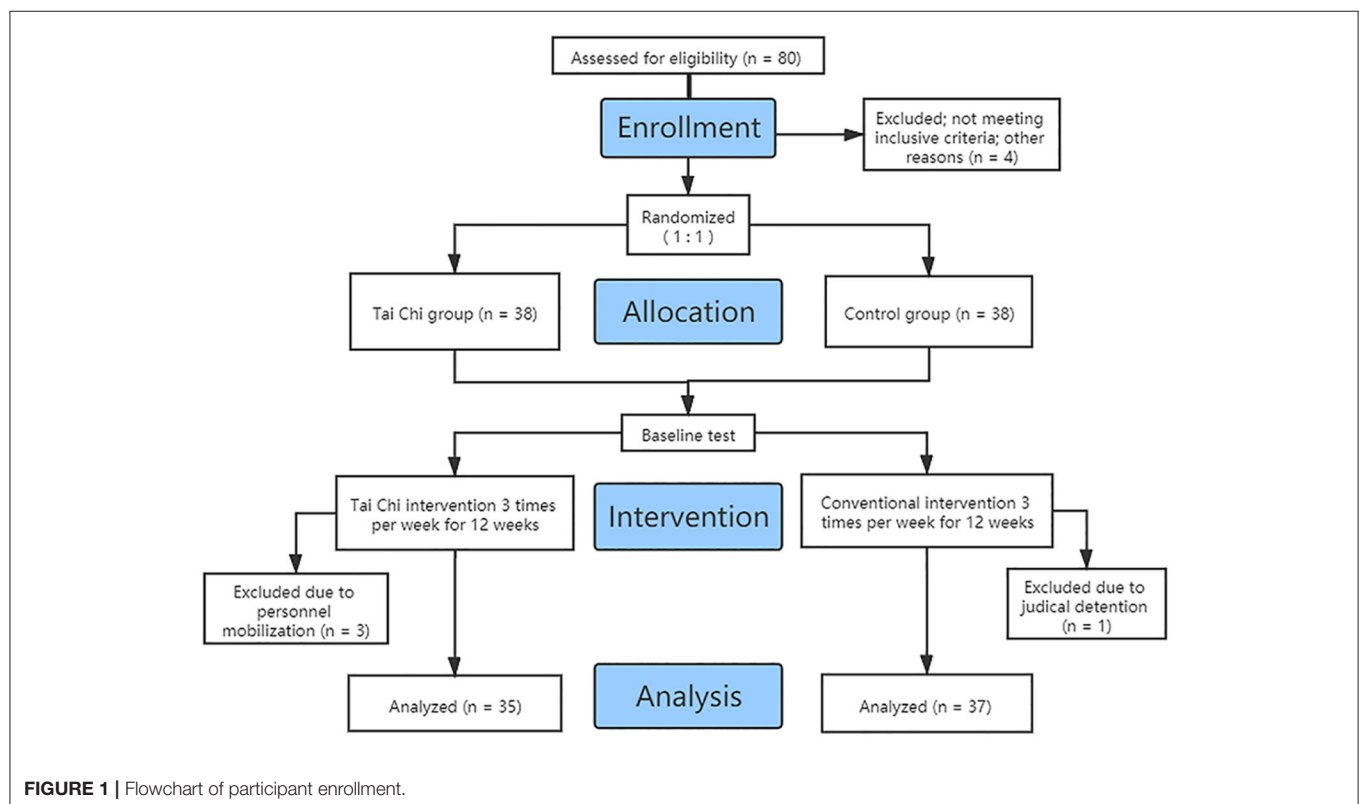 Assessed for eligibility (n = 80)
Enrollment
Excluded; not meeting
inclusive criteria; other
reasons (n = 4)
Randomized
( 1 : 1 )
Tai Chi group (n = 38)
Allocation
Control group (n = 38)
Baseline test
Tai Chi intervention 3 times
per week for 12 weeks
Intervention
Conventional intervention 3
times per week for 12 weeks
Excluded due to
personnel
mobilization (n = 3)
Excluded due to
judical detention
(n = 1)
Analyzed (n = 35)
Analysis
Analyzed (n = 37)
FIGURE 1 | Flowchart of participant enrollment.